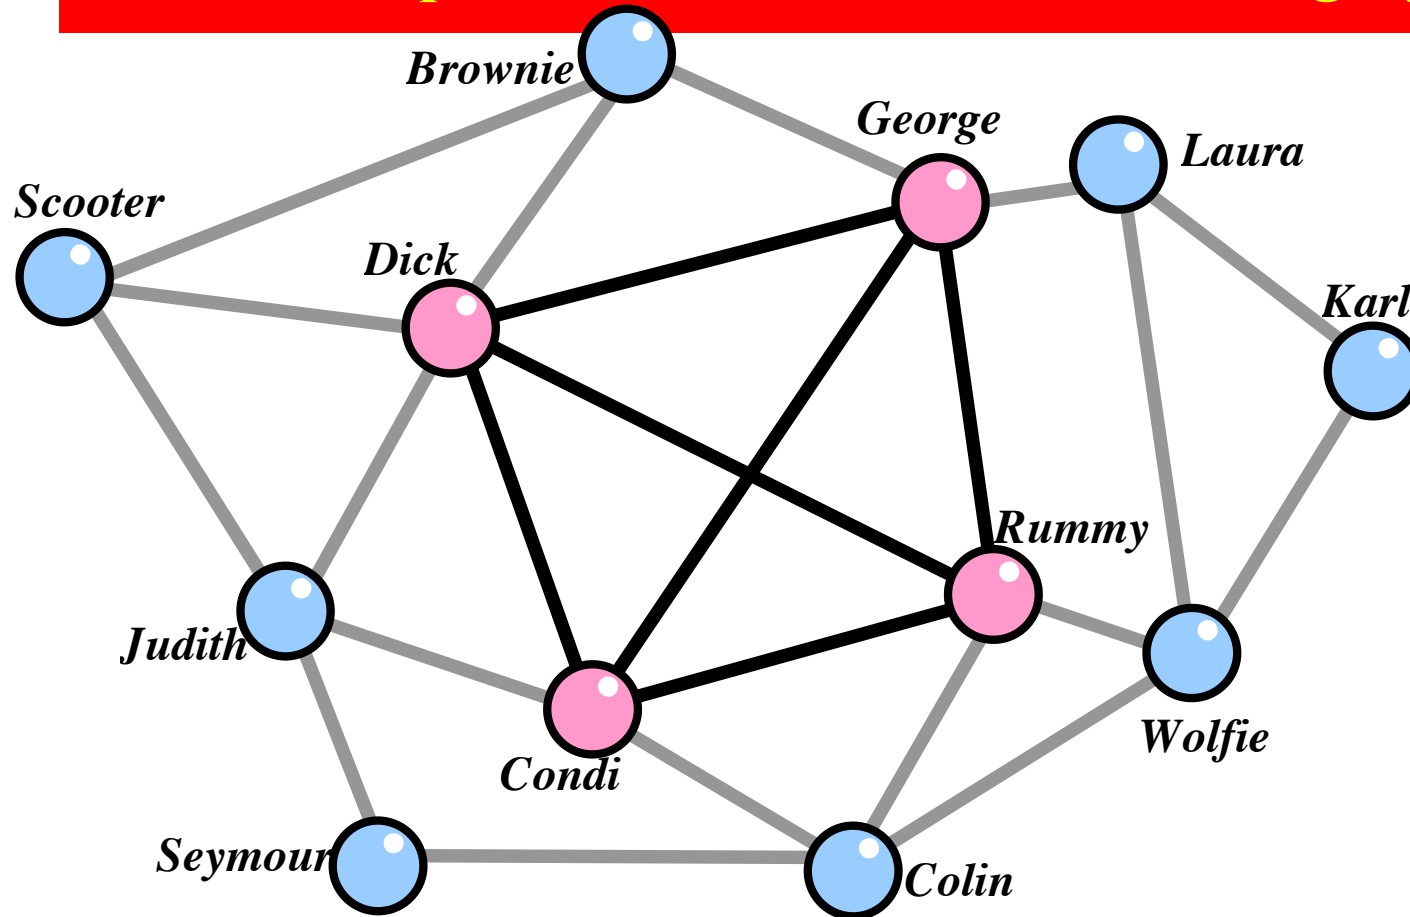 Brownie
George
Laura
Scooter
Dick
Karl
Rummy
Judith
Wolfie
Condi
Seymour
Colin